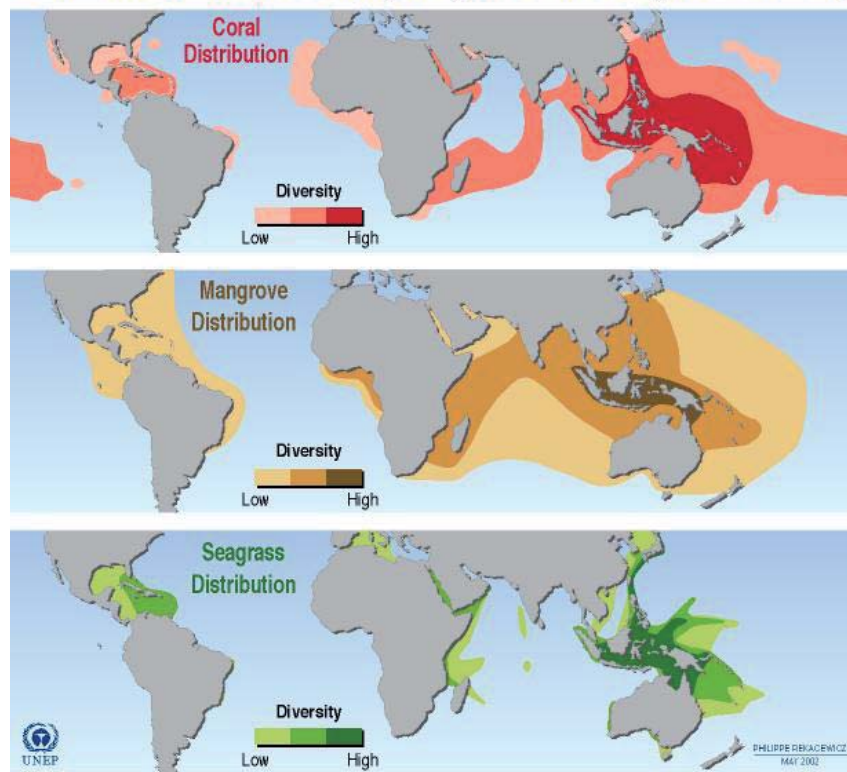 Coral
Distribution
Diversity
Low High
Mangrove
Distribution
Diversity
Low High
Seagrass
Distribution
Diversity
Low High
UNEP
PHILIPPE REKACEWICZ
MAY 2002